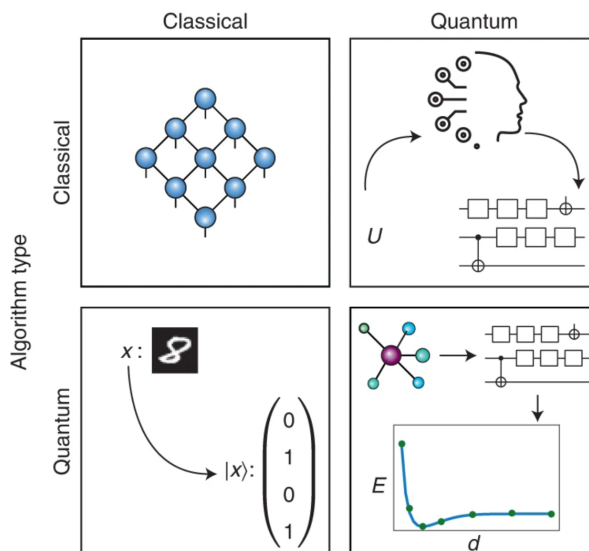 Classical
Quantum
Algorithm type
Classical
U
Quantum
x : 8
|x⟩:
0
1
0
1
E
d